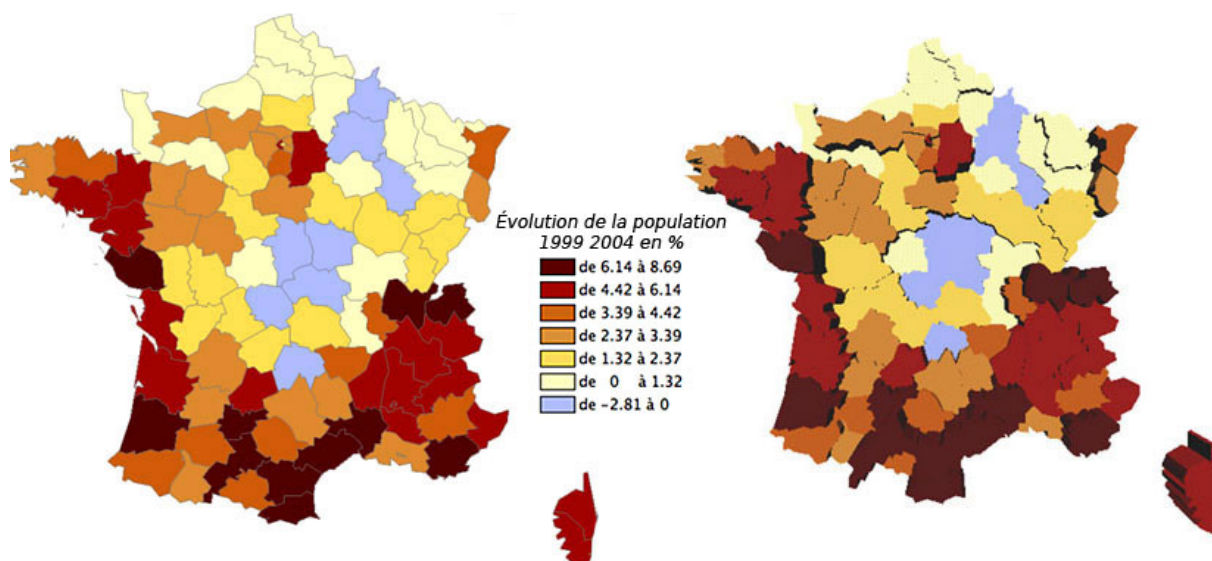 Évolution de la population
1999 2004 en %
de 6.14 à 8.69
de 4.42 à 6.14
de 3.39 à 4.42
de 2.37 à 3.39
de 1.32 à 2.37
de 0 à 1.32
de -2.81 à 0